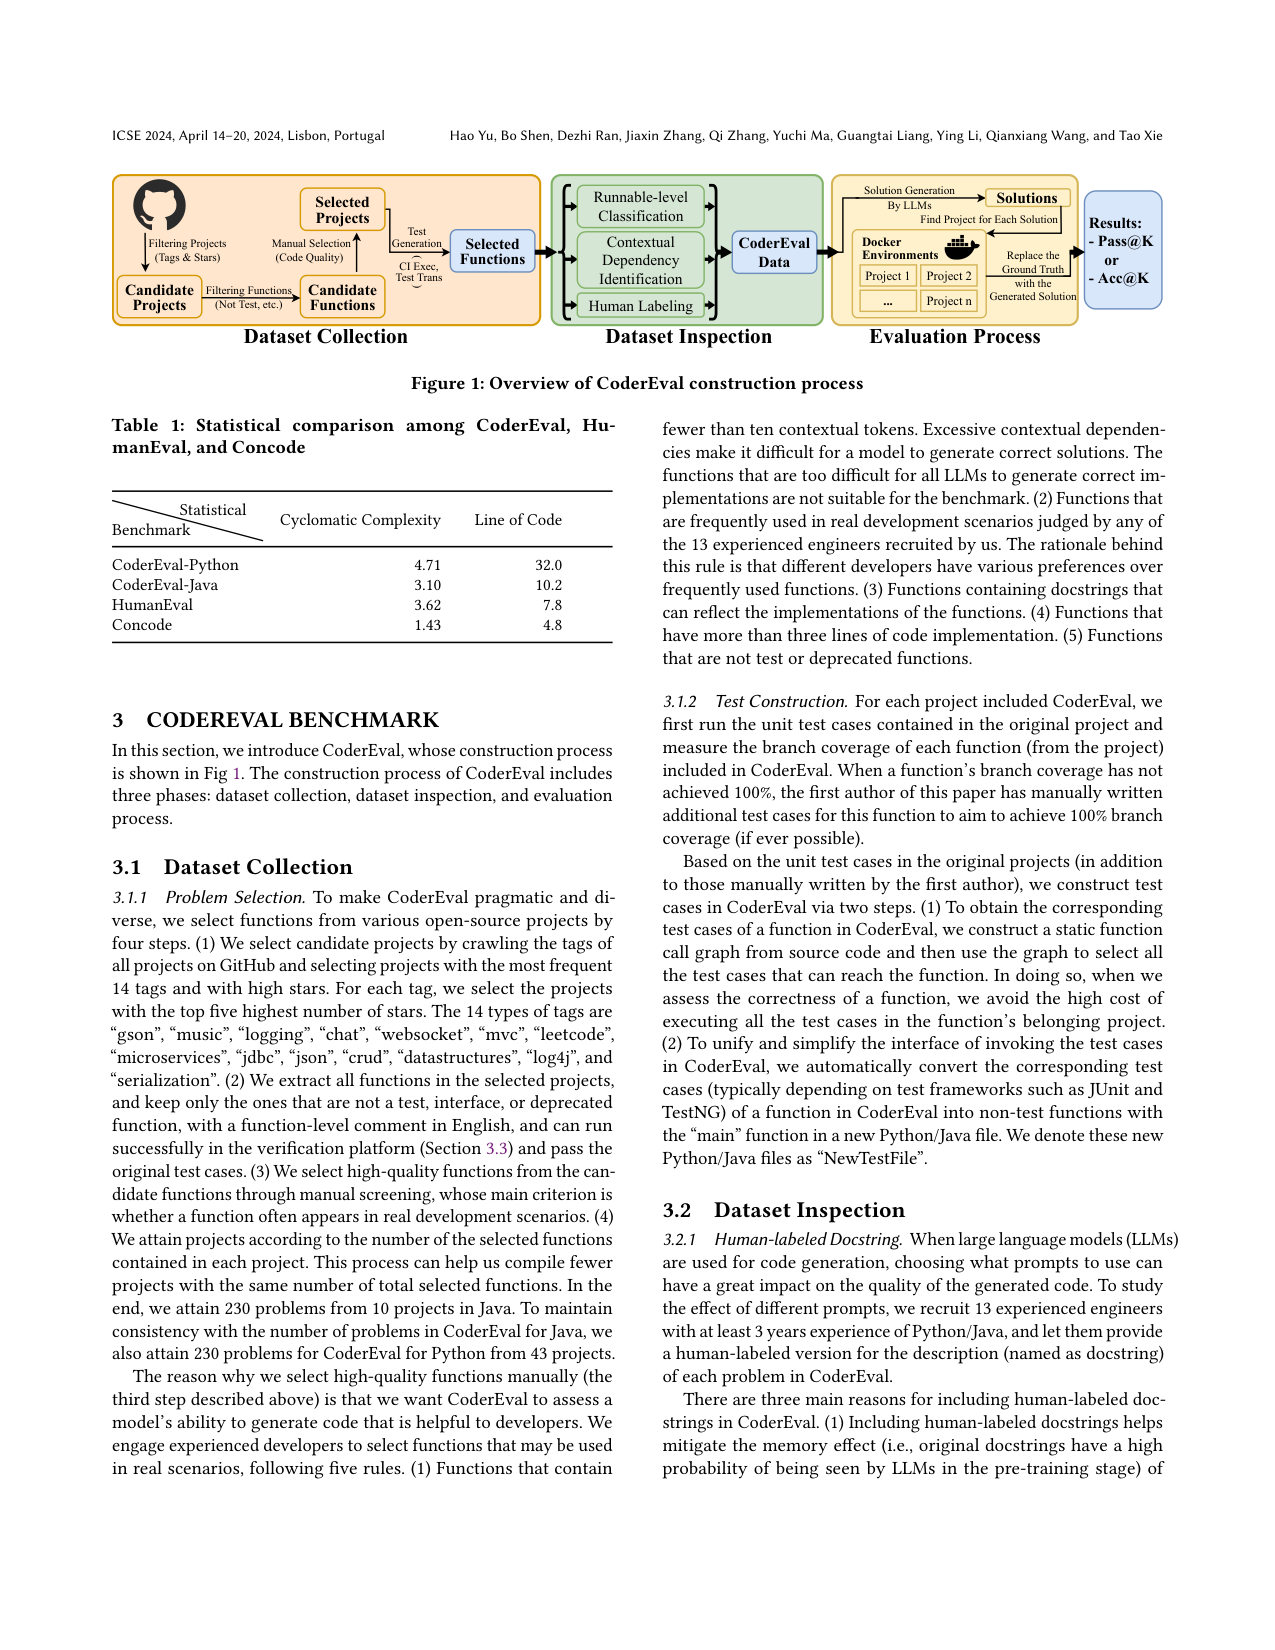 ICSE 2024, April 14–20, 2024, Lisbon, Portugal
Hao Yu, Bo Shen, Dezhi Ran, Jiaxin Zhang, Qi Zhang, Yuchi Ma, Guangtai Liang, Ying Li, Qianxiang Wang, and Tao Xie
Filtering Projects
(Tags & Stars)
Candidate
Projects
Filtering Functions
(Not Test, etc.)
Candidate
Functions
Manual Selection
(Code Quality)
Selected
Projects
Test
Generation
(
CI Exec,
Test Trans
)
Selected
Functions
Dataset Collection
Runnable-level
Classification
Contextual
Dependency
Identification
Human Labeling
CoderEval
Data
Dataset Inspection
Solution Generation
By LLMs
Solutions
Find Project for Each Solution
Docker
Environments
Project 1
Project 2
...
Project n
Replace the
Ground Truth
with the
Generated Solution
Evaluation Process
Results:
- Pass@K
or
- Acc@K
Figure 1: Overview of CoderEval construction process
Table 1: Statistical comparison among CoderEval, Hu-
manEval, and Concode
Statistical
Benchmark
Cyclomatic Complexity
Line of Code
CoderEval-Python 4.71 32.0
CoderEval-Java 3.10 10.2
HumanEval 3.62 7.8
Concode 1.43 4.8
3 CODEREVAL BENCHMARK
In this section, we introduce CoderEval, whose construction process
is shown in Fig 1. The construction process of CoderEval includes
three phases: dataset collection, dataset inspection, and evaluation
process.
3.1 Dataset Collection
3.1.1 Problem Selection. To make CoderEval pragmatic and di-
verse, we select functions from various open-source projects by
four steps. (1) We select candidate projects by crawling the tags of
all projects on GitHub and selecting projects with the most frequent
14 tags and with high stars. For each tag, we select the projects
with the top five highest number of stars. The 14 types of tags are
“gson”, “music”, “logging”, “chat”, “websocket”, “mvc”, “leetcode”,
“microservices”, “jdbc”, “json”, “crud”, “datastructures”, “log4j”, and
“serialization”. (2) We extract all functions in the selected projects,
and keep only the ones that are not a test, interface, or deprecated
function, with a function-level comment in English, and can run
successfully in the verification platform (Section 3.3) and pass the
original test cases. (3) We select high-quality functions from the can-
didate functions through manual screening, whose main criterion is
whether a function often appears in real development scenarios. (4)
We attain projects according to the number of the selected functions
contained in each project. This process can help us compile fewer
projects with the same number of total selected functions. In the
end, we attain 230 problems from 10 projects in Java. To maintain
consistency with the number of problems in CoderEval for Java, we
also attain 230 problems for CoderEval for Python from 43 projects.
The reason why we select high-quality functions manually (the
third step described above) is that we want CoderEval to assess a
model’s ability to generate code that is helpful to developers. We
engage experienced developers to select functions that may be used
in real scenarios, following five rules. (1) Functions that contain
fewer than ten contextual tokens. Excessive contextual dependen-
cies make it difficult for a model to generate correct solutions. The
functions that are too difficult for all LLMs to generate correct im-
plementations are not suitable for the benchmark. (2) Functions that
are frequently used in real development scenarios judged by any of
the 13 experienced engineers recruited by us. The rationale behind
this rule is that different developers have various preferences over
frequently used functions. (3) Functions containing docstrings that
can reflect the implementations of the functions. (4) Functions that
have more than three lines of code implementation. (5) Functions
that are not test or deprecated functions.
3.1.2 Test Construction. For each project included CoderEval, we
first run the unit test cases contained in the original project and
measure the branch coverage of each function (from the project)
included in CoderEval. When a function’s branch coverage has not
achieved 100%, the first author of this paper has manually written
additional test cases for this function to aim to achieve 100% branch
coverage (if ever possible).
Based on the unit test cases in the original projects (in addition
to those manually written by the first author), we construct test
cases in CoderEval via two steps. (1) To obtain the corresponding
test cases of a function in CoderEval, we construct a static function
call graph from source code and then use the graph to select all
the test cases that can reach the function. In doing so, when we
assess the correctness of a function, we avoid the high cost of
executing all the test cases in the function’s belonging project.
(2) To unify and simplify the interface of invoking the test cases
in CoderEval, we automatically convert the corresponding test
cases (typically depending on test frameworks such as JUnit and
TestNG) of a function in CoderEval into non-test functions with
the “main” function in a new Python/Java file. We denote these new
Python/Java files as “NewTestFile”.
3.2 Dataset Inspection
3.2.1 Human-labeled Docstring. When large language models (LLMs)
are used for code generation, choosing what prompts to use can
have a great impact on the quality of the generated code. To study
the effect of different prompts, we recruit 13 experienced engineers
with at least 3 years experience of Python/Java, and let them provide
a human-labeled version for the description (named as docstring)
of each problem in CoderEval.
There are three main reasons for including human-labeled doc-
strings in CoderEval. (1) Including human-labeled docstrings helps
mitigate the memory effect (i.e., original docstrings have a high
probability of being seen by LLMs in the pre-training stage) of